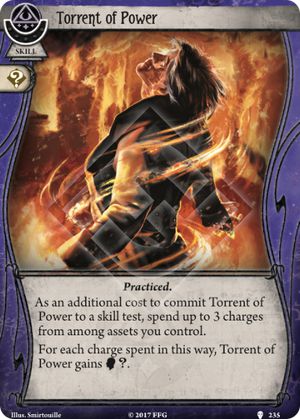 Torrent of Power
SKILL
?
Practiced.
As an additional cost to commit Torrent of
Power to a skill test, spend up to 3 charges
from among assets you control.
For each charge spent in this way, Torrent of
Power gains ?.
Illus. Smirtouille © 2017 FFG 235